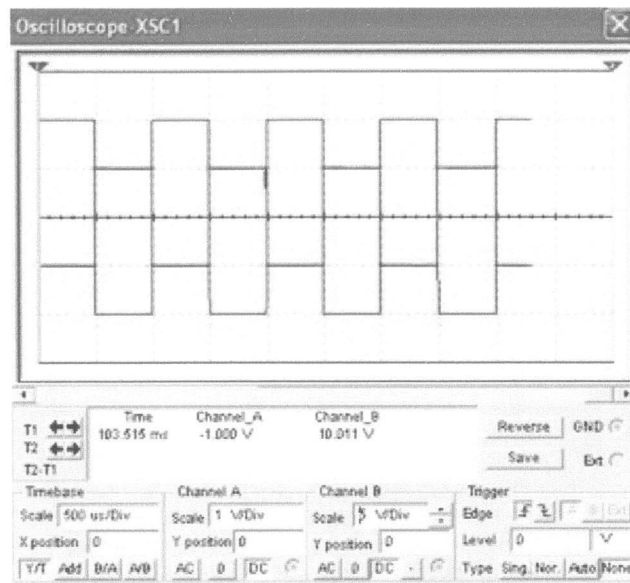 Oscilloscope-XSC1
Time Channel_A Channel_B
T1 103.515 ms -1.000 V 10.011 V
T2
T2-T1
Reverse GND
Save Ext
Timebase Channel A Channel B Trigger
Scale 500 us/Div Scale 1 V/Div Scale 5 V/Div Edge A B Ext
X position 0 Y position 0 Y position 0 Level 0 V
Y/T Add B/A A/B AC 0 DC AC 0 DC - Type Sing. Nor. Auto None